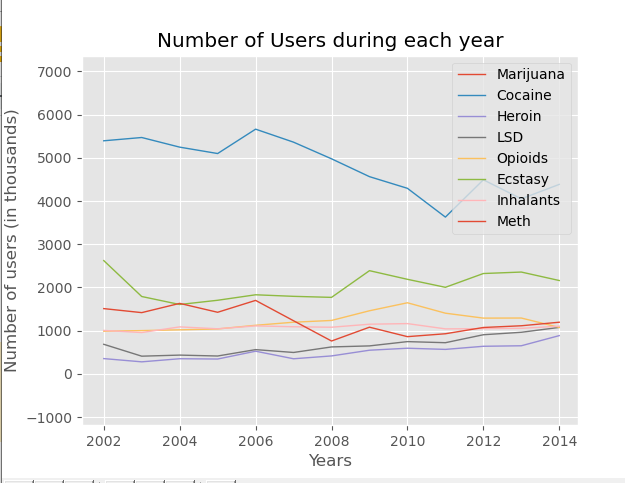 Number of Users during each year
Number of users (in thousands)
7000
6000
5000
4000
3000
2000
1000
0
−1000
Marijuana
Cocaine
Heroin
LSD
Opioids
Ecstasy
Inhalants
Meth
2002 2004 2006 2008 2010 2012 2014
Years